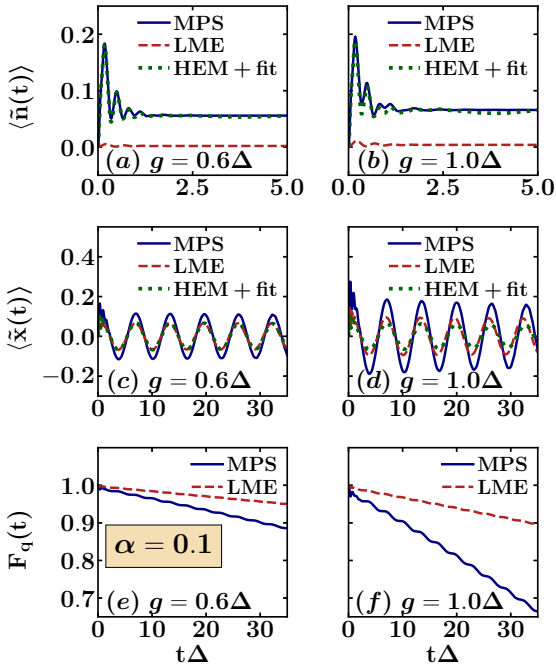 ⟨ñ(t)⟩
0.2
0.1
0.0
MPS
LME
HEM + fit
(a) g = 0.6Δ
0.0 2.5 5.0
MPS
LME
HEM + fit
(b) g = 1.0Δ
0.0 2.5 5.0
⟨x̃(t)⟩
0.4
0.2
0.0
−0.2
MPS
LME
HEM + fit
(c) g = 0.6Δ
0 10 20 30
MPS
LME
HEM + fit
(d) g = 1.0Δ
0 10 20 30
F_q(t)
1.0
0.9
0.8
0.7
MPS
LME
α = 0.1
(e) g = 0.6Δ
0 10 20 30
tΔ
MPS
LME
(f) g = 1.0Δ
0 10 20 30
tΔ